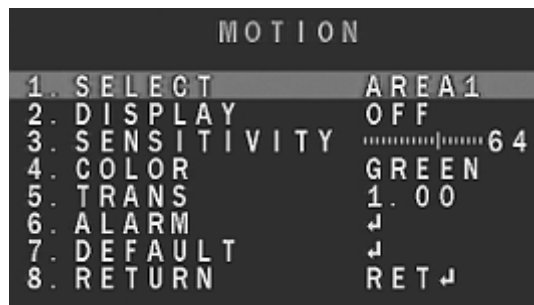 MOTION
1. SELECT AREA1
2. DISPLAY OFF
3. SENSITIVITY 64
4. COLOR GREEN
5. TRANS 1.00
6. ALARM ↲
7. DEFAULT ↲
8. RETURN RET↲